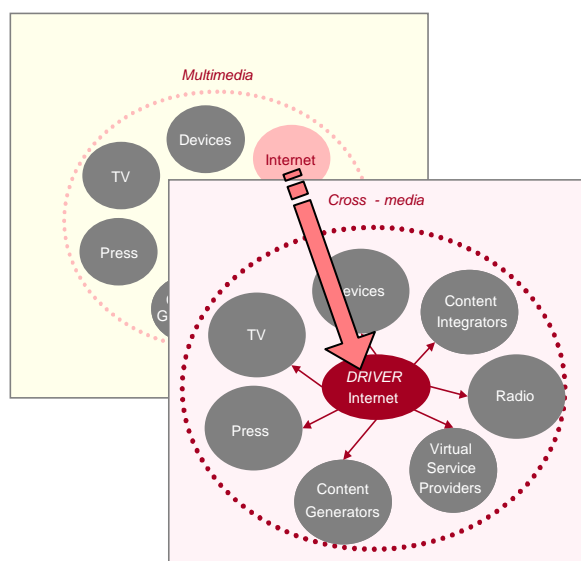 Multimedia
Devices
Internet
TV
Press
G
Cross - media
evices
Content
Integrators
TV
DRIVER
Internet
Radio
Press
Virtual
Service
Providers
Content
Generators